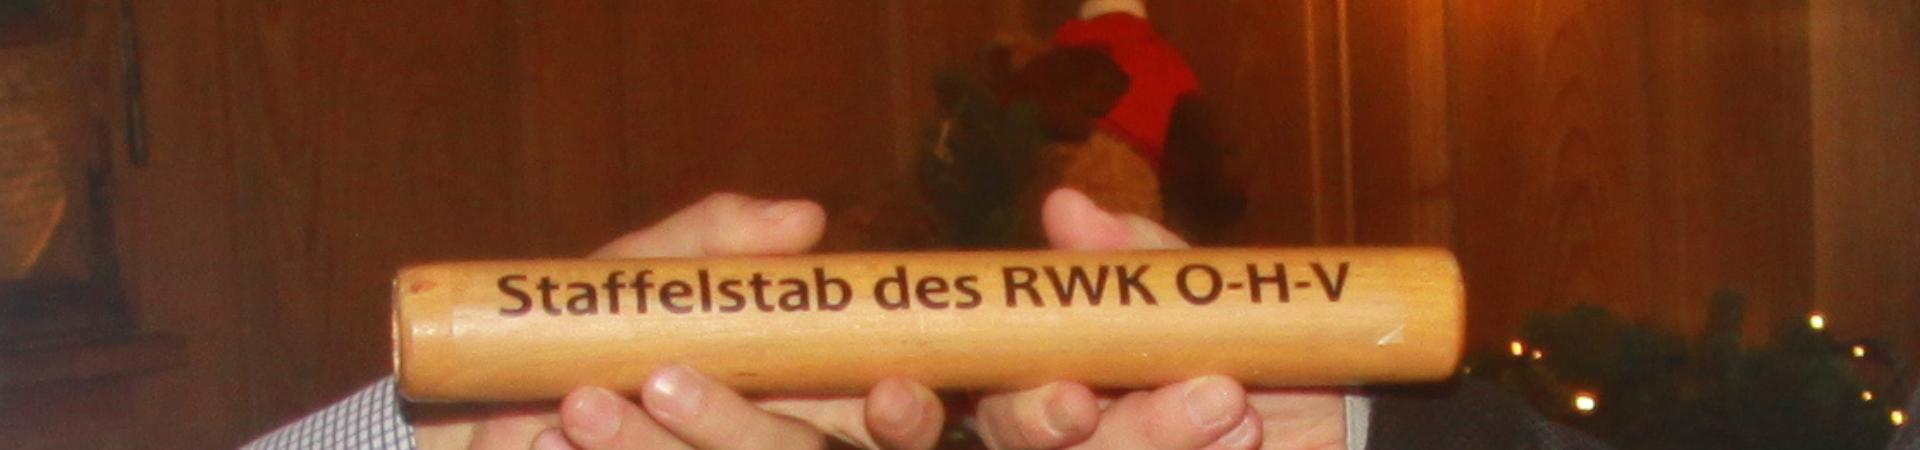 Staffelstab des RWK O-H-V